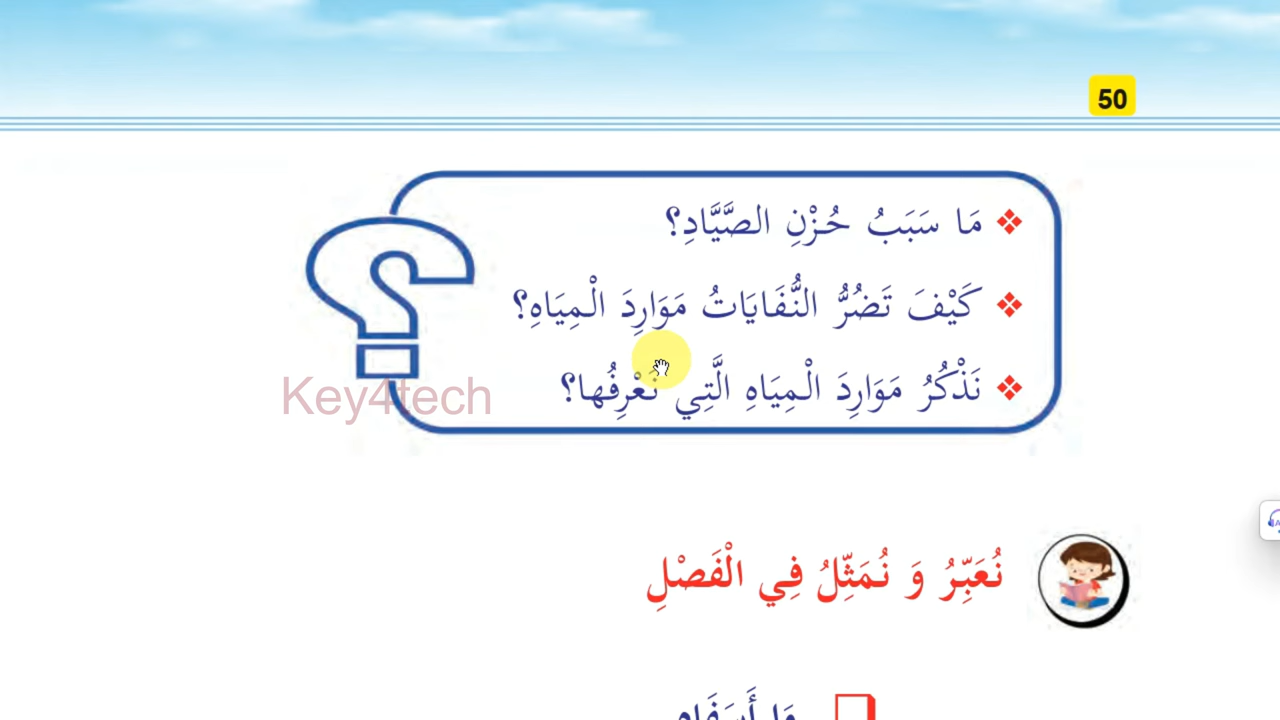 50
مَا سَبَبُ حُزْنِ الصَّيَّادِ؟
كَيْفَ تَضُرُّ النُّفَايَاتُ مَوَارِدَ الْمِيَاهِ؟
نَذْكُرُ مَوَارِدَ الْمِيَاهِ الَّتِي نَعْرِفُها؟
Key4tech
نُعَبِّرُ وَ نُمَثِّلُ فِي الْفَصْلِ